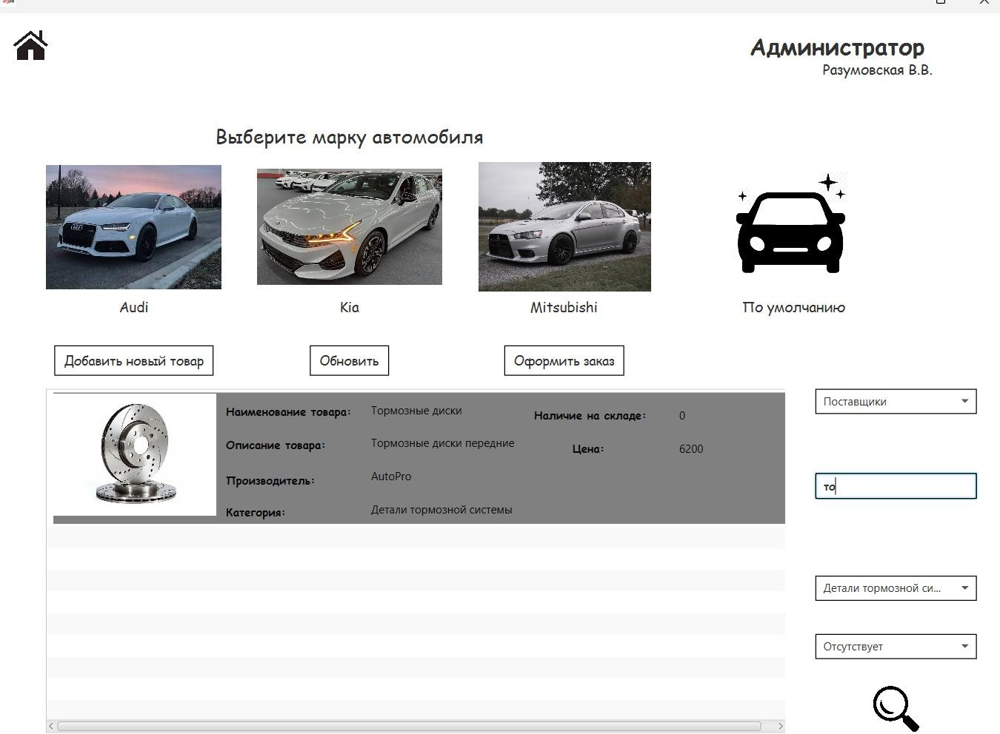 Администратор
Разумовская В.В.
Выберите марку автомобиля
Audi
Kia
Mitsubishi
По умолчанию
Добавить новый товар
Обновить
Оформить заказ
Наименование товара: Тормозные диски
Наличие на складе: 0
Описание товара: Тормозные диски передние
Цена: 6200
Производитель: AutoPro
Категория: Детали тормозной системы
Поставщики
то
Детали тормозной си...
Отсутствует